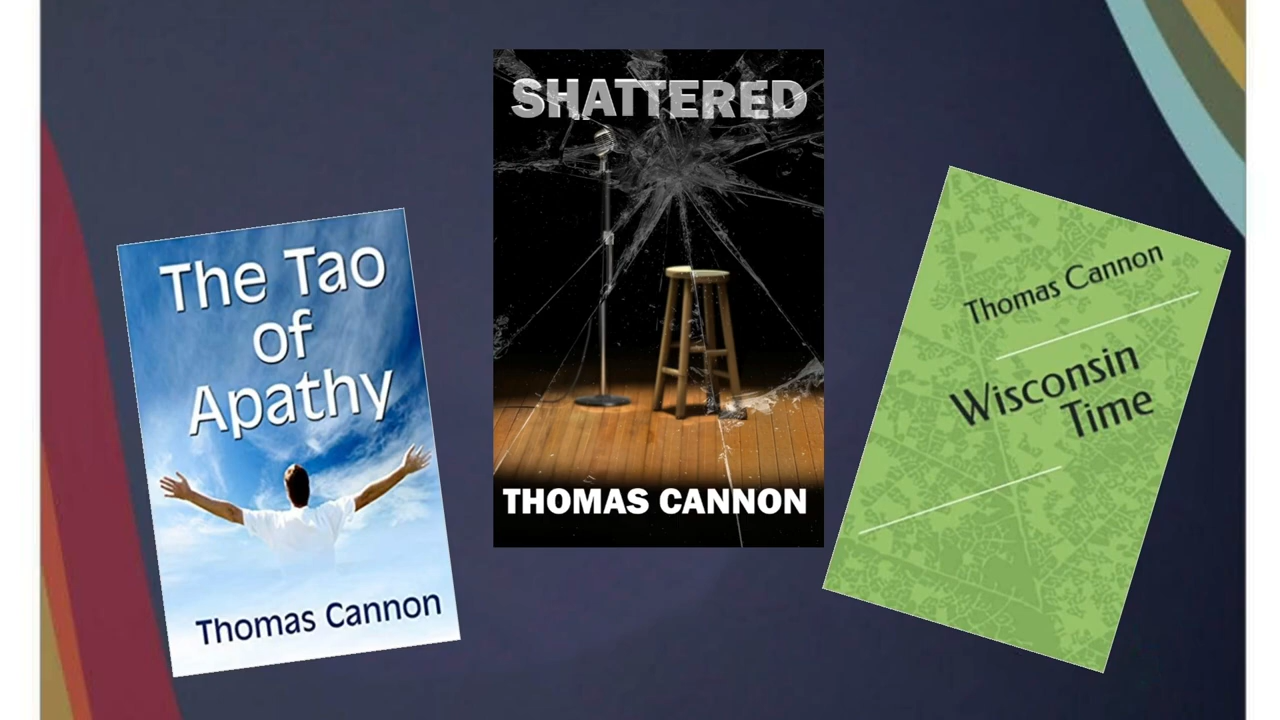 The Tao
of
Apathy
Thomas Cannon
SHATTERED
THOMAS CANNON
Thomas Cannon
Wisconsin
Time